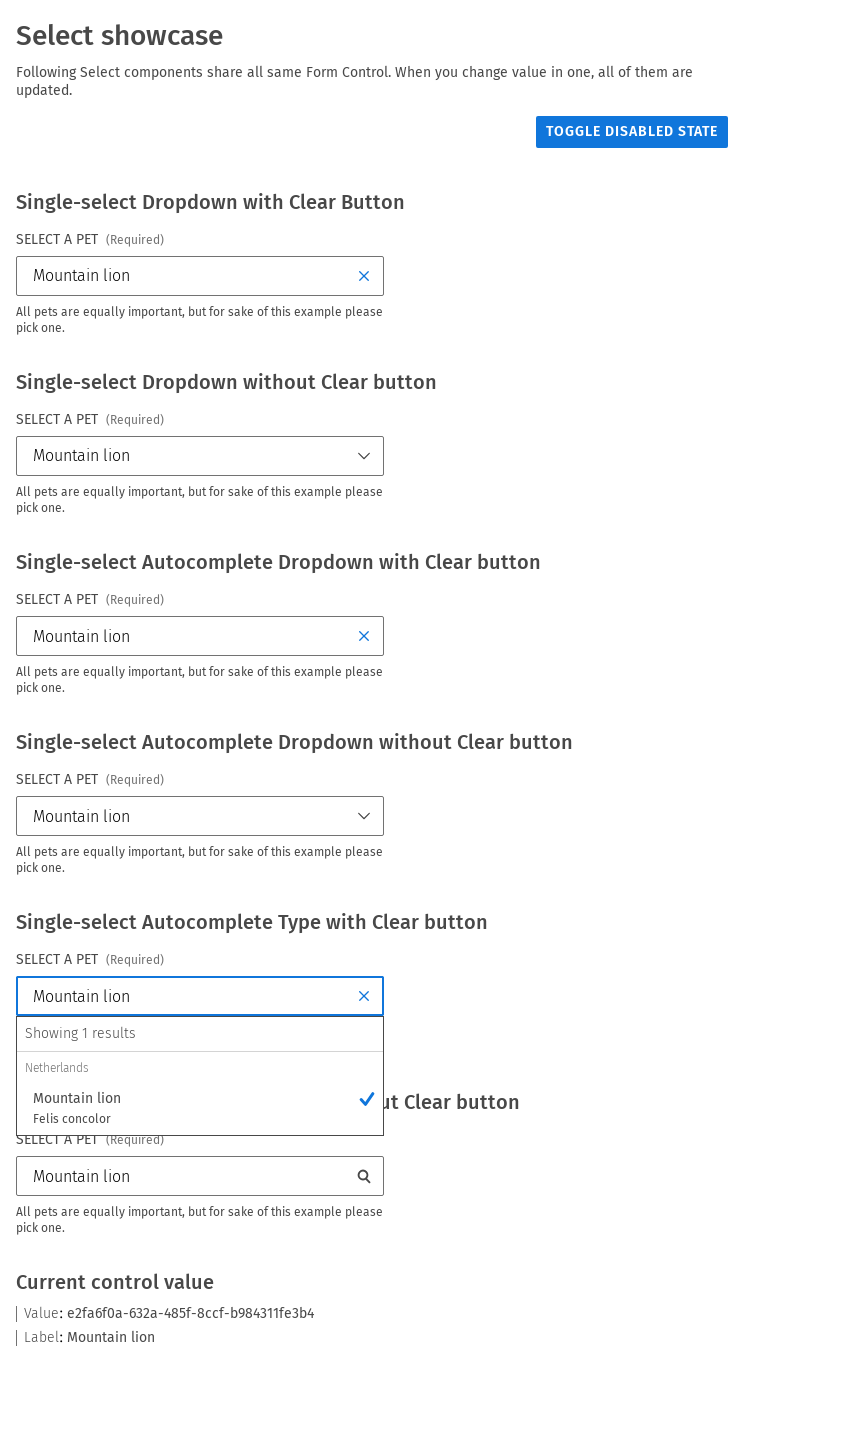 Select showcase
Following Select components share all same Form Control. When you change value in one, all of them are
updated.
TOGGLE DISABLED STATE
Single-select Dropdown with Clear Button
SELECT A PET (Required)
Mountain lion
All pets are equally important, but for sake of this example please
pick one.
Single-select Dropdown without Clear button
SELECT A PET (Required)
Mountain lion
All pets are equally important, but for sake of this example please
pick one.
Single-select Autocomplete Dropdown with Clear button
SELECT A PET (Required)
Mountain lion
All pets are equally important, but for sake of this example please
pick one.
Single-select Autocomplete Dropdown without Clear button
SELECT A PET (Required)
Mountain lion
All pets are equally important, but for sake of this example please
pick one.
Single-select Autocomplete Type with Clear button
SELECT A PET (Required)
Mountain lion
Showing 1 results
Netherlands
Mountain lion
Felis concolor
ut Clear button
SELECT A PET (Required)
Mountain lion
All pets are equally important, but for sake of this example please
pick one.
Current control value
Value: e2fa6f0a-632a-485f-8ccf-b984311fe3b4
Label: Mountain lion